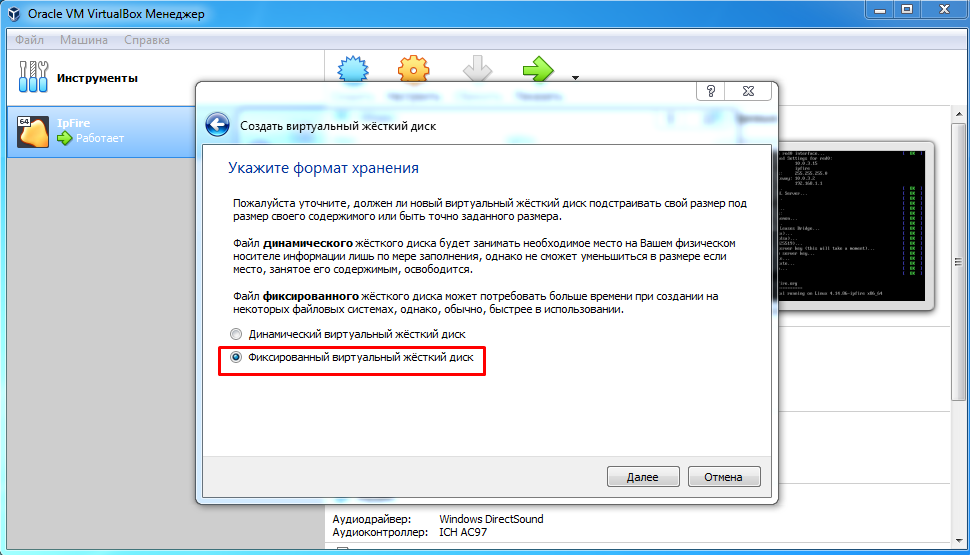 Oracle VM VirtualBox Менеджер
Файл Машина Справка
Инструменты
64
IpFire
Работает
?
Создать виртуальный жёсткий диск
Укажите формат хранения
Пожалуйста уточните, должен ли новый виртуальный жёсткий диск подстраивать свой размер под
размер своего содержимого или быть точно заданного размера.
Файл динамического жёсткого диска будет занимать необходимое место на Вашем физическом
носителе информации лишь по мере заполнения, однако не сможет уменьшиться в размере если
место, занятое его содержимым, освободится.
Файл фиксированного жёсткого диска может потребовать больше времени при создании на
некоторых файловых системах, однако, обычно, быстрее в использовании.
Динамический виртуальный жёсткий диск
Фиксированный виртуальный жёсткий диск
Далее Отмена
Аудиодрайвер: Windows DirectSound
Аудиоконтроллер: ICH AC97